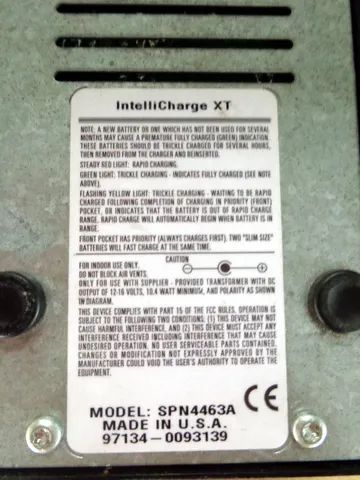 IntelliCharge XT
NOTE: A NEW BATTERY OR ONE WHICH HAS NOT BEEN USED FOR SEVERAL
MONTHS MAY CAUSE A PREMATURE FULLY CHARGED (GREEN) INDICATION.
THESE BATTERIES SHOULD BE TRICKLE CHARGED FOR SEVERAL HOURS,
THEN REMOVED FROM THE CHARGER AND REINSERTED.
STEADY RED LIGHT: RAPID CHARGING.
GREEN LIGHT: TRICKLE CHARGING - INDICATES FULLY CHARGED (SEE NOTE
ABOVE).
FLASHING YELLOW LIGHT: TRICKLE CHARGING - WAITING TO BE RAPID
CHARGED FOLLOWING COMPLETION OF CHARGING IN PRIORITY (FRONT)
POCKET, OR INDICATES THAT THE BATTERY IS OUT OF RAPID CHARGE
RANGE. RAPID CHARGE WILL AUTOMATICALLY BEGIN WHEN BATTERY IS IN
RANGE.
FRONT POCKET HAS PRIORITY (ALWAYS CHARGES FIRST). TWO "SLIM SIZE"
BATTERIES WILL FAST CHARGE AT THE SAME TIME.
CAUTION
FOR INDOOR USE ONLY.
DO NOT BLOCK AIR VENTS.
ONLY FOR USE WITH SUPPLIER - PROVIDED TRANSFORMER WITH DC
OUTPUT OF 12-16 VOLTS, 10.4 WATT MINIMUM, AND POLARITY AS SHOWN
IN DIAGRAM.
THIS DEVICE COMPLIES WITH PART 15 OF THE FCC RULES. OPERATION IS
SUBJECT TO THE FOLLOWING TWO CONDITIONS: (1) THIS DEVICE MAY NOT
CAUSE HARMFUL INTERFERENCE, AND (2) THIS DEVICE MUST ACCEPT ANY
INTERFERENCE RECEIVED INCLUDING INTERFERENCE THAT MAY CAUSE
UNDESIRED OPERATION. NO USER SERVICEABLE PARTS CONTAINED.
CHANGES OR MODIFICATION NOT EXPRESSLY APPROVED BY THE
MANUFACTURER COULD VOID THE USER'S AUTHORITY TO OPERATE THIS
EQUIPMENT.
CE
MODEL: SPN4463A
MADE IN U.S.A.
97134-0093139